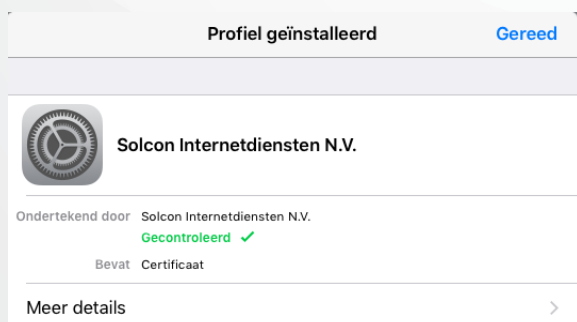 Profiel geïnstalleerd Gereed
Solcon Internetdiensten N.V.
Ondertekend door Solcon Internetdiensten N.V.
Gecontroleerd ✓
Bevat Certificaat
Meer details